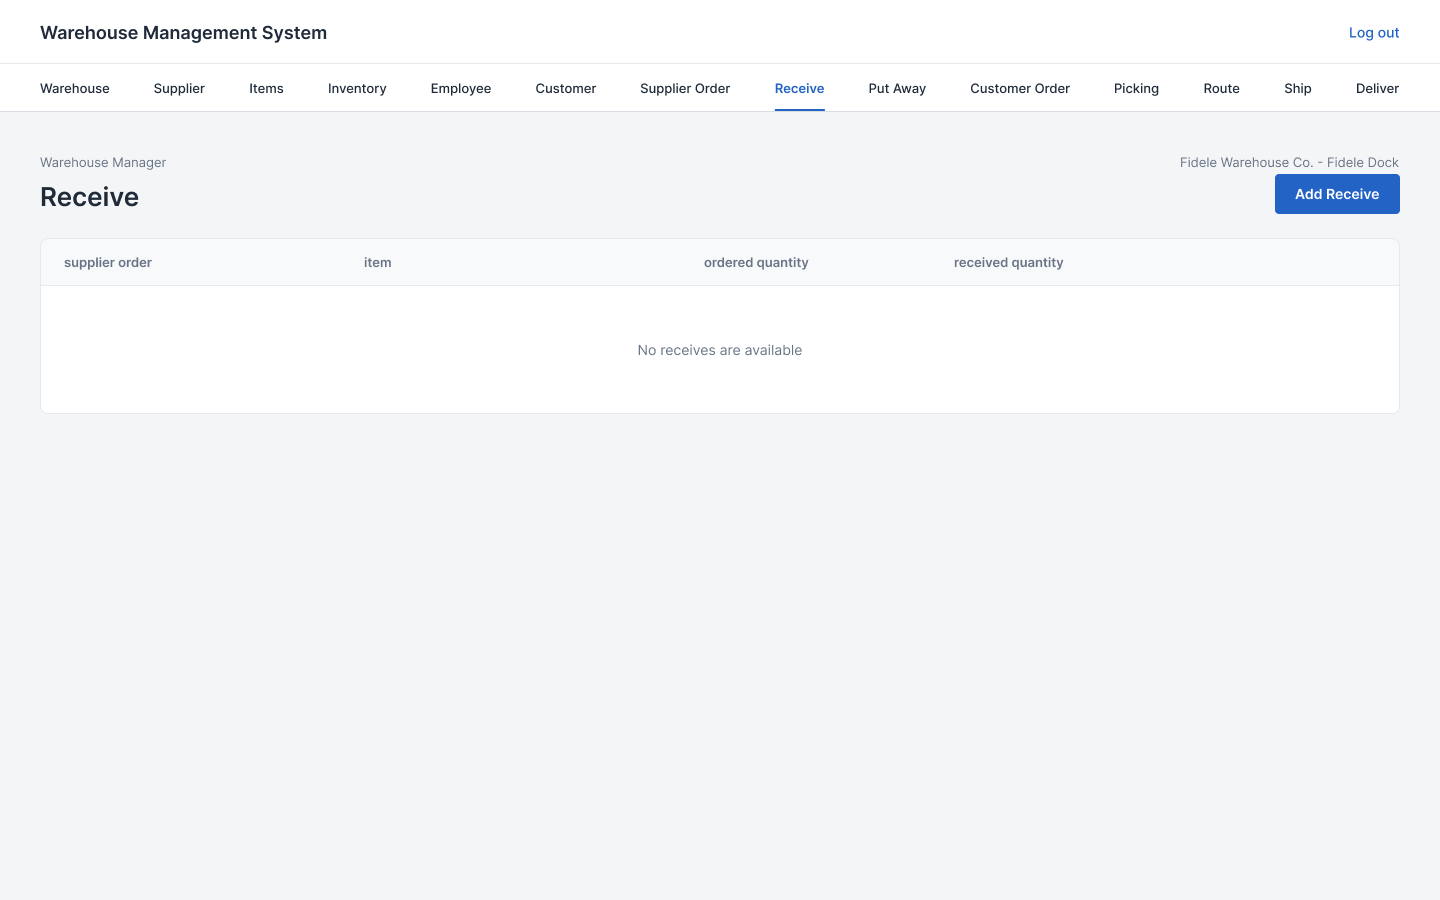 Warehouse Management System
Log out
Warehouse Supplier Items Inventory Employee Customer Supplier Order Receive Put Away Customer Order Picking Route Ship Deliver
Warehouse Manager
Fidele Warehouse Co. - Fidele Dock
Receive
Add Receive
supplier order item ordered quantity received quantity
No receives are available